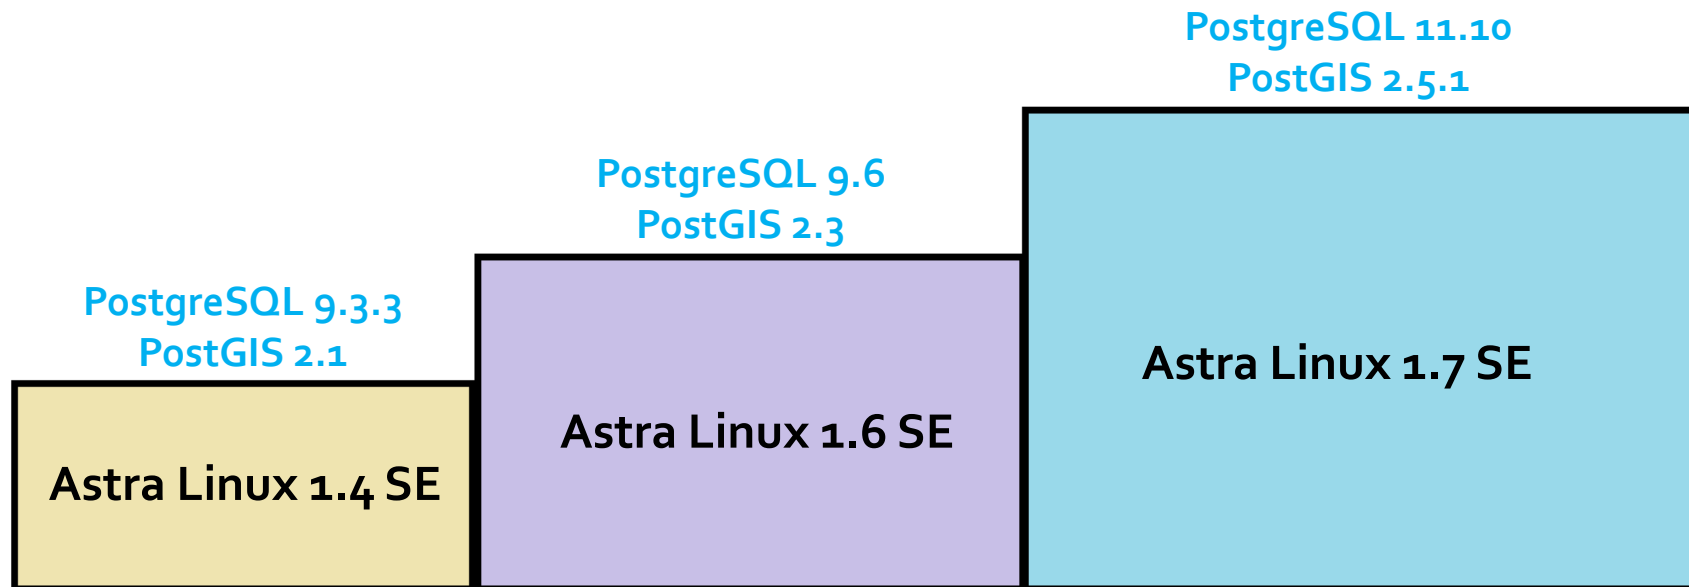 PostgreSQL 11.10
PostGIS 2.5.1
PostgreSQL 9.6
PostGIS 2.3
PostgreSQL 9.3.3
PostGIS 2.1
Astra Linux 1.7 SE
Astra Linux 1.6 SE
Astra Linux 1.4 SE